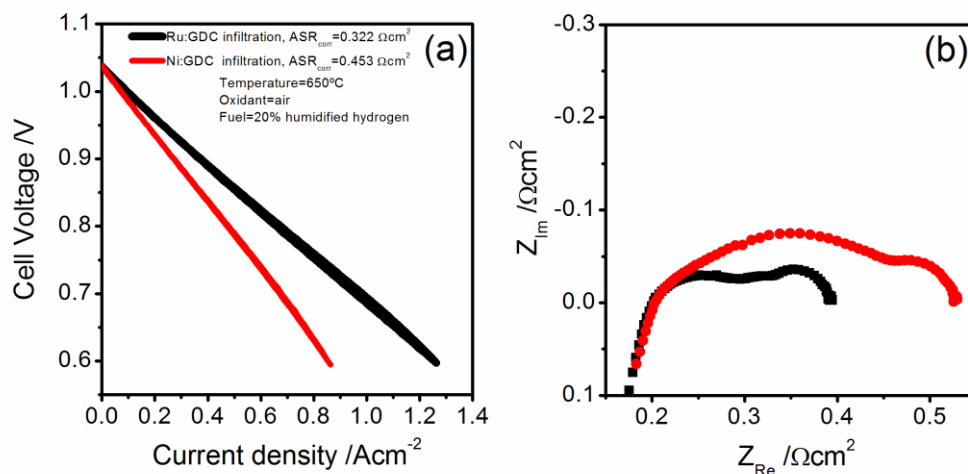 (a)
Ru:GDC infiltration, ASRcorr=0.322 Ωcm²
Ni:GDC infiltration, ASRcorr=0.453 Ωcm²
Temperature=650ºC
Oxidant=air
Fuel=20% humidified hydrogen
Cell Voltage /V
1.1
1.0
0.9
0.8
0.7
0.6
0.0 0.2 0.4 0.6 0.8 1.0 1.2 1.4
Current density /Acm⁻²
(b)
Z_Im /Ωcm²
-0.3
-0.2
-0.1
0.0
0.1
0.2 0.3 0.4 0.5
Z_Re /Ωcm²